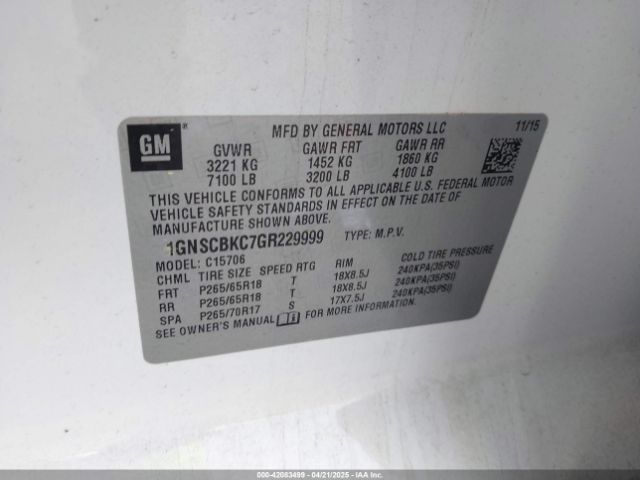 GM ®
MFD BY GENERAL MOTORS LLC 11/15
GVWR GAWR FRT GAWR RR
3221 KG 1452 KG 1860 KG
7100 LB 3200 LB 4100 LB
THIS VEHICLE CONFORMS TO ALL APPLICABLE U.S. FEDERAL MOTOR
VEHICLE SAFETY STANDARDS IN EFFECT ON THE DATE OF
MANUFACTURE SHOWN ABOVE.
1GNSCBKC7GR229999 TYPE: M.P.V.
MODEL: C15706
CHML TIRE SIZE SPEED RTG RIM COLD TIRE PRESSURE
FRT P265/65R18 T 18X8.5J 240KPA(35PSI)
RR P265/65R18 T 18X8.5J 240KPA(35PSI)
SPA P265/70R17 S 17X7.5J 240KPA(35PSI)
SEE OWNER'S MANUAL FOR MORE INFORMATION.
000-42083499 - 04/21/2025 - IAA Inc.